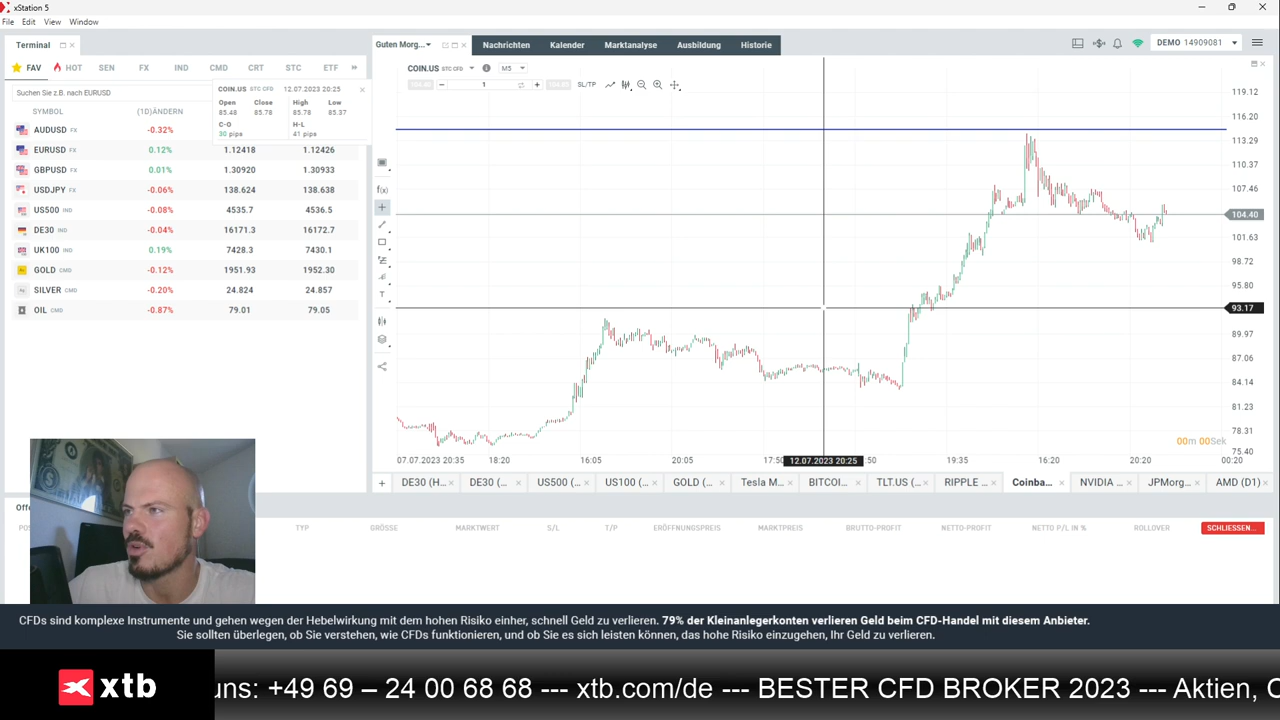 xStation 5
File Edit View Window
Terminal
Guten Morg... Nachrichten Kalender Marktanalyse Ausbildung Historie
DEMO 14909081
FAV HOT SEN FX IND CMD CRT STC ETF
Suchen Sie z.B. nach EURUSD
SYMBOL (1D)ÄNDERN
AUDUSD FX -0.32%
EURUSD FX 0.12% 1.12418 1.12426
GBPUSD FX 0.01% 1.30920 1.30933
USDJPY FX -0.06% 138.624 138.638
US500 IND -0.08% 4535.7 4536.5
DE30 IND -0.04% 16171.3 16172.7
UK100 IND 0.19% 7428.3 7430.1
GOLD CMD -0.12% 1951.93 1952.30
SILVER CMD -0.20% 24.824 24.857
OIL CMD -0.87% 79.01 79.05
COIN.US STC CFD 12.07.2023 20:25
Open Close High Low
85.48 85.78 85.78 85.37
C-O H-L
30 pips 41 pips
COIN.US STC CFD M5
1 SL/TP
f(x)
T
119.12
116.20
113.29
110.37
107.46
104.40
101.63
98.72
95.80
93.17
89.97
87.06
84.14
81.23
78.31
75.40
00m 00Sek
07.07.2023 20:35 18:20 16:05 20:05 17:50 12.07.2023 20:25 :50 19:35 16:20 20:20 00:20
DE30 (H... DE30 (... US500 (... US100 (... GOLD (... Tesla M... BITCOI... TLT.US (... RIPPLE ... Coinba... NVIDIA ... JPMorg... AMD (D1)
TYP GRÖSSE MARKTWERT S/L T/P ERÖFFNUNGSPREIS MARKTPREIS BRUTTO-PROFIT NETTO-PROFIT NETTO P/L IN % ROLLOVER SCHLIESSEN...
CFDs sind komplexe Instrumente und gehen wegen der Hebelwirkung mit dem hohen Risiko einher, schnell Geld zu verlieren. 79% der Kleinanlegerkonten verlieren Geld beim CFD-Handel mit diesem Anbieter.
Sie sollten überlegen, ob Sie verstehen, wie CFDs funktionieren, und ob Sie es sich leisten können, das hohe Risiko einzugehen, Ihr Geld zu verlieren.
xtb
uns: +49 69 – 24 00 68 68 --- xtb.com/de --- BESTER CFD BROKER 2023 --- Aktien,